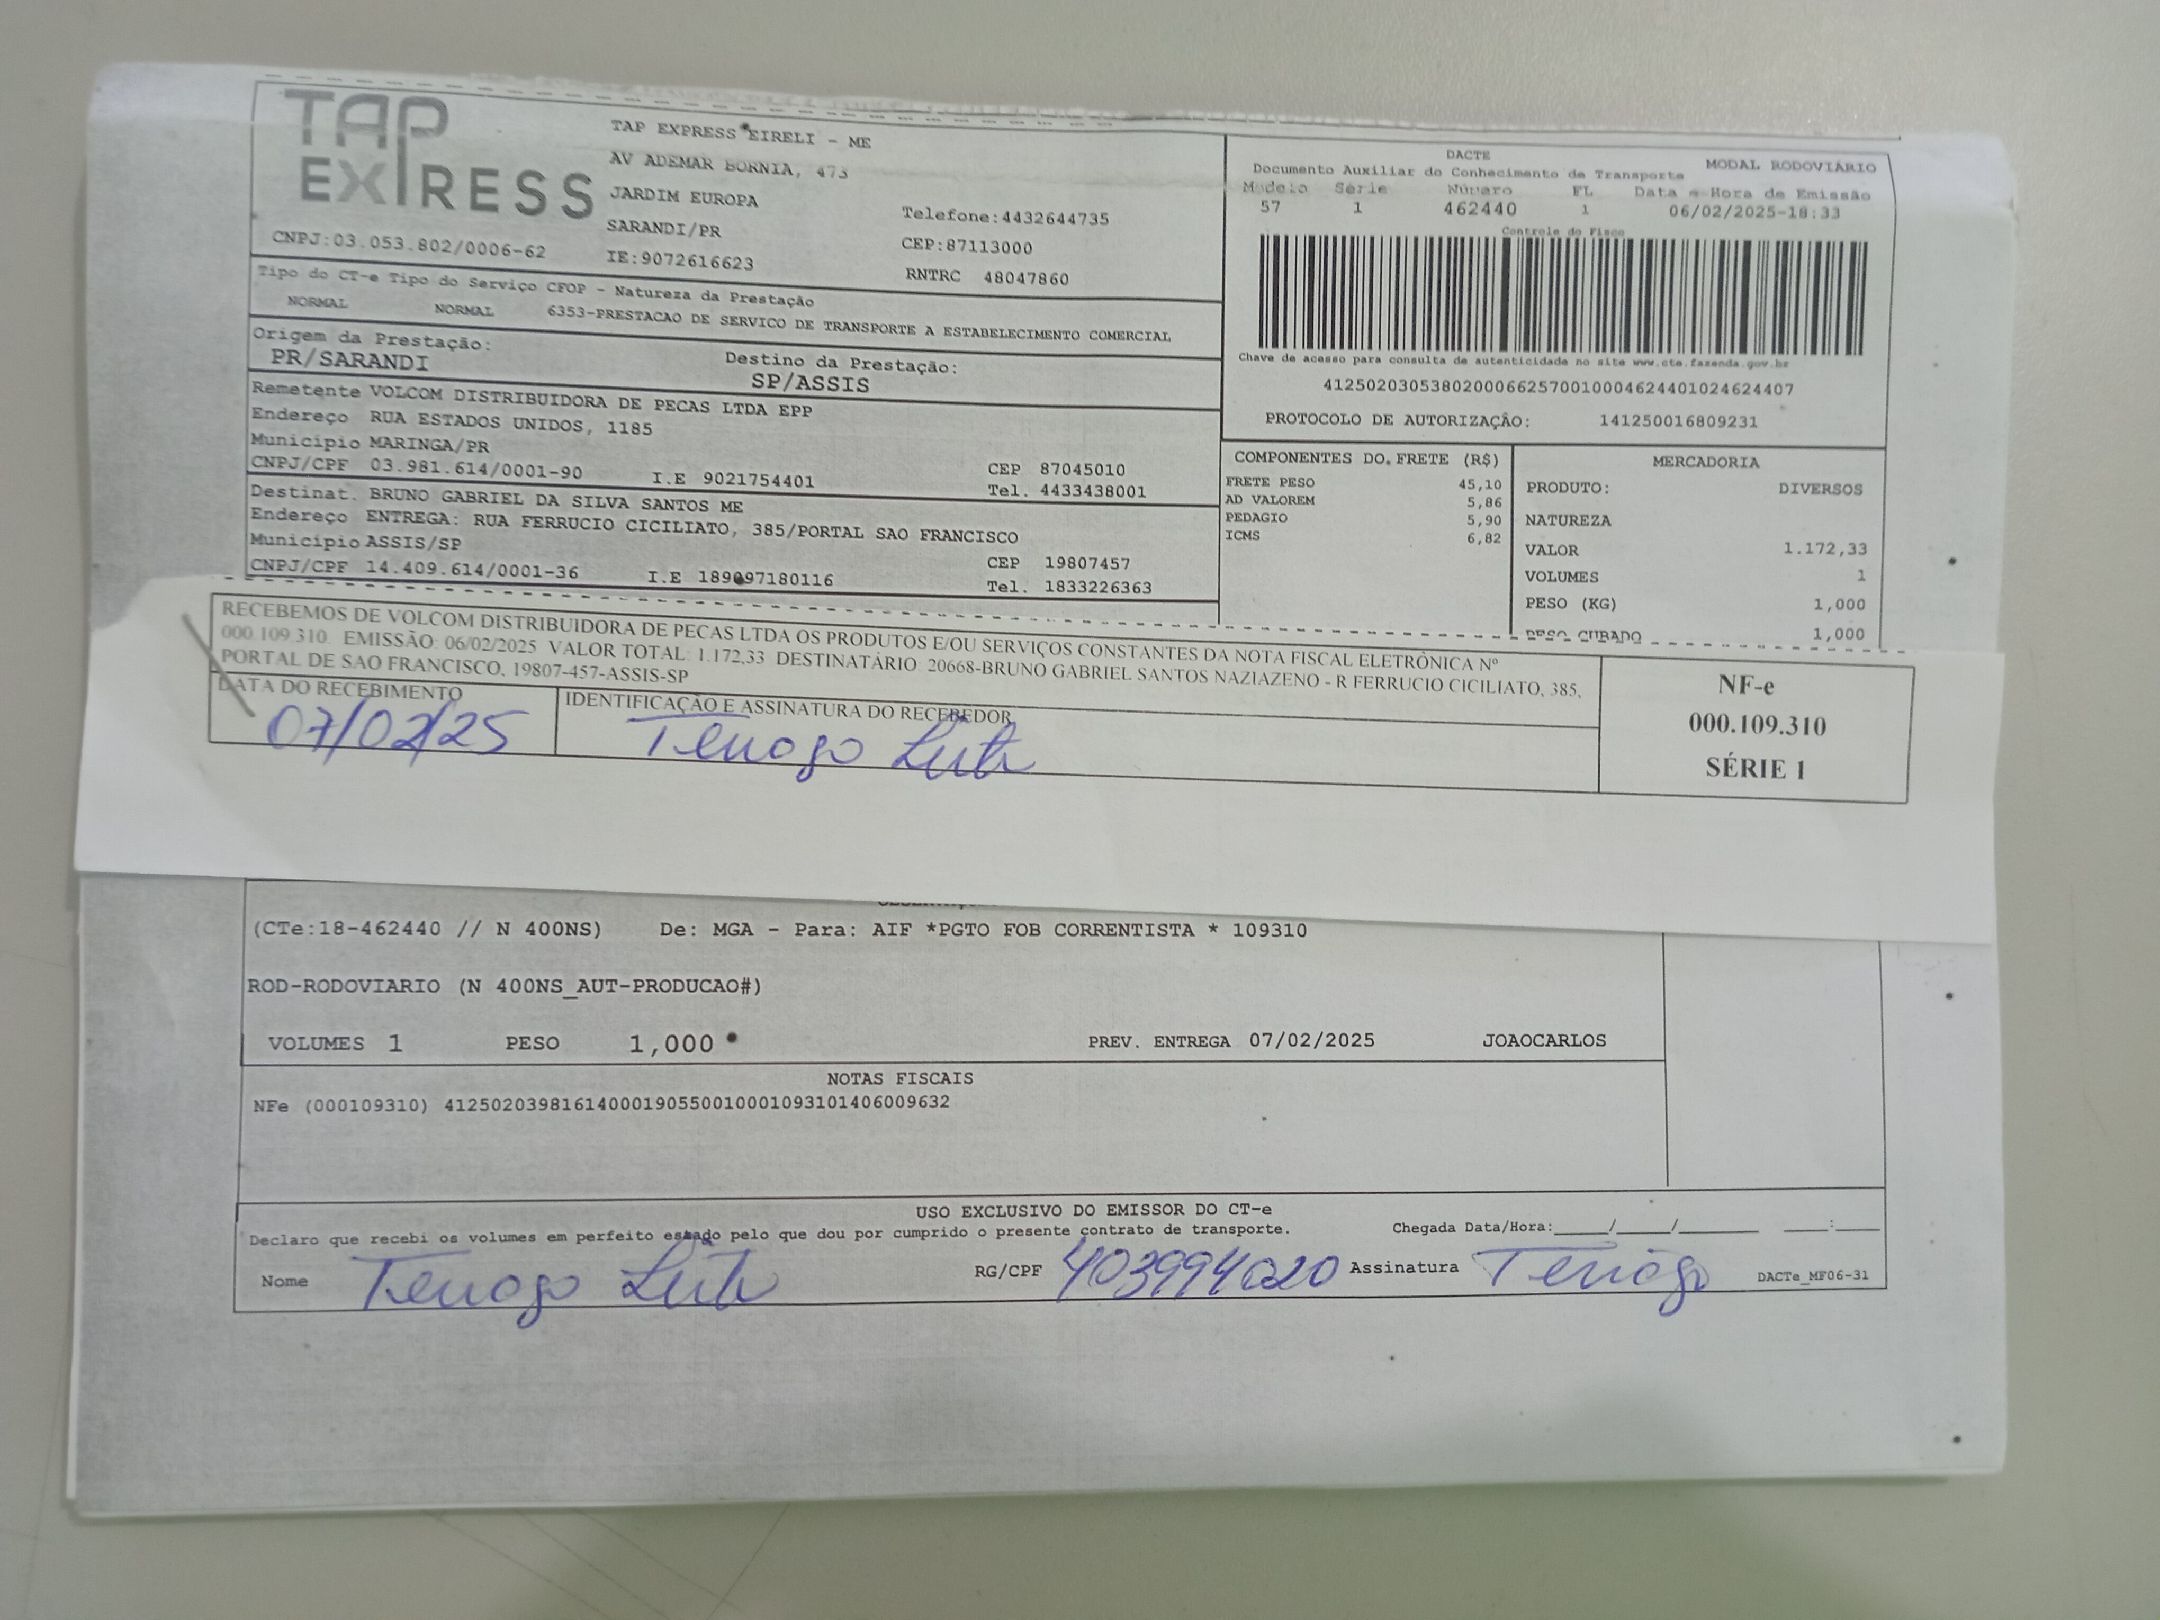 TAP
EXPRESS
TAP EXPRESS EIRELI - ME
AV ADEMAR BORNIA, 473
JARDIM EUROPA
SARANDI/PR
Telefone:4432644735
CEP:87113000
CNPJ:03.053.802/0006-62
IE:9072616623
RNTRC 48047860
DACTE
MODAL RODOVIÁRIO
Documento Auxiliar do Conhecimento de Transporte
Modelo Série Número FL Data e Hora de Emissão
57 1 462440 1 06/02/2025-18:33
Controle do Fisco
Chave de acesso para consulta de autenticidade no site www.cte.fazenda.gov.br
41250203053802000662570010004624401024624407
PROTOCOLO DE AUTORIZAÇÃO: 141250016809231
Tipo do CT-e Tipo do Serviço CFOP - Natureza da Prestação
NORMAL NORMAL 6353-PRESTACAO DE SERVICO DE TRANSPORTE A ESTABELECIMENTO COMERCIAL
Origem da Prestação: Destino da Prestação:
PR/SARANDI SP/ASSIS
Remetente VOLCOM DISTRIBUIDORA DE PECAS LTDA EPP
Endereço RUA ESTADOS UNIDOS, 1185
Municipio MARINGA/PR CEP 87045010
CNPJ/CPF 03.981.614/0001-90 I.E 9021754401 Tel. 4433438001
Destinat. BRUNO GABRIEL DA SILVA SANTOS ME
Endereço ENTREGA: RUA FERRUCIO CICILIATO, 385/PORTAL SAO FRANCISCO
Municipio ASSIS/SP CEP 19807457
CNPJ/CPF 14.409.614/0001-36 I.E 189097180116 Tel. 1833226363
COMPONENTES DO FRETE (R$)
FRETE PESO 45,10
AD VALOREM 5,86
PEDAGIO 5,90
ICMS 6,82
MERCADORIA
PRODUTO: DIVERSOS
NATUREZA
VALOR 1.172,33
VOLUMES 1
PESO (KG) 1,000
PESO CUBADO 1,000
RECEBEMOS DE VOLCOM DISTRIBUIDORA DE PECAS LTDA OS PRODUTOS E/OU SERVIÇOS CONSTANTES DA NOTA FISCAL ELETRÔNICA Nº
000.109.310. EMISSÃO: 06/02/2025 VALOR TOTAL: 1.172,33 DESTINATÁRIO: 20668-BRUNO GABRIEL SANTOS NAZIAZENO - R FERRUCIO CICILIATO, 385,
PORTAL DE SAO FRANCISCO, 19807-457-ASSIS-SP
DATA DO RECEBIMENTO IDENTIFICAÇÃO E ASSINATURA DO RECEBEDOR
07/02/25
NF-e
000.109.310
SÉRIE 1
(CTe:18-462440 // N 400NS) De: MGA - Para: AIF *PGTO FOB CORRENTISTA * 109310
ROD-RODOVIARIO (N 400NS_AUT-PRODUCAO#)
VOLUMES 1 PESO 1,000 PREV. ENTREGA 07/02/2025 JOAOCARLOS
NOTAS FISCAIS
NFe (000109310) 41250203981614000190550010001093101406009632
USO EXCLUSIVO DO EMISSOR DO CT-e
Declaro que recebi os volumes em perfeito estado pelo que dou por cumprido o presente contrato de transporte. Chegada Data/Hora:____/____/______ ___:___
Nome RG/CPF 403994020 Assinatura DACTe_MF06-31